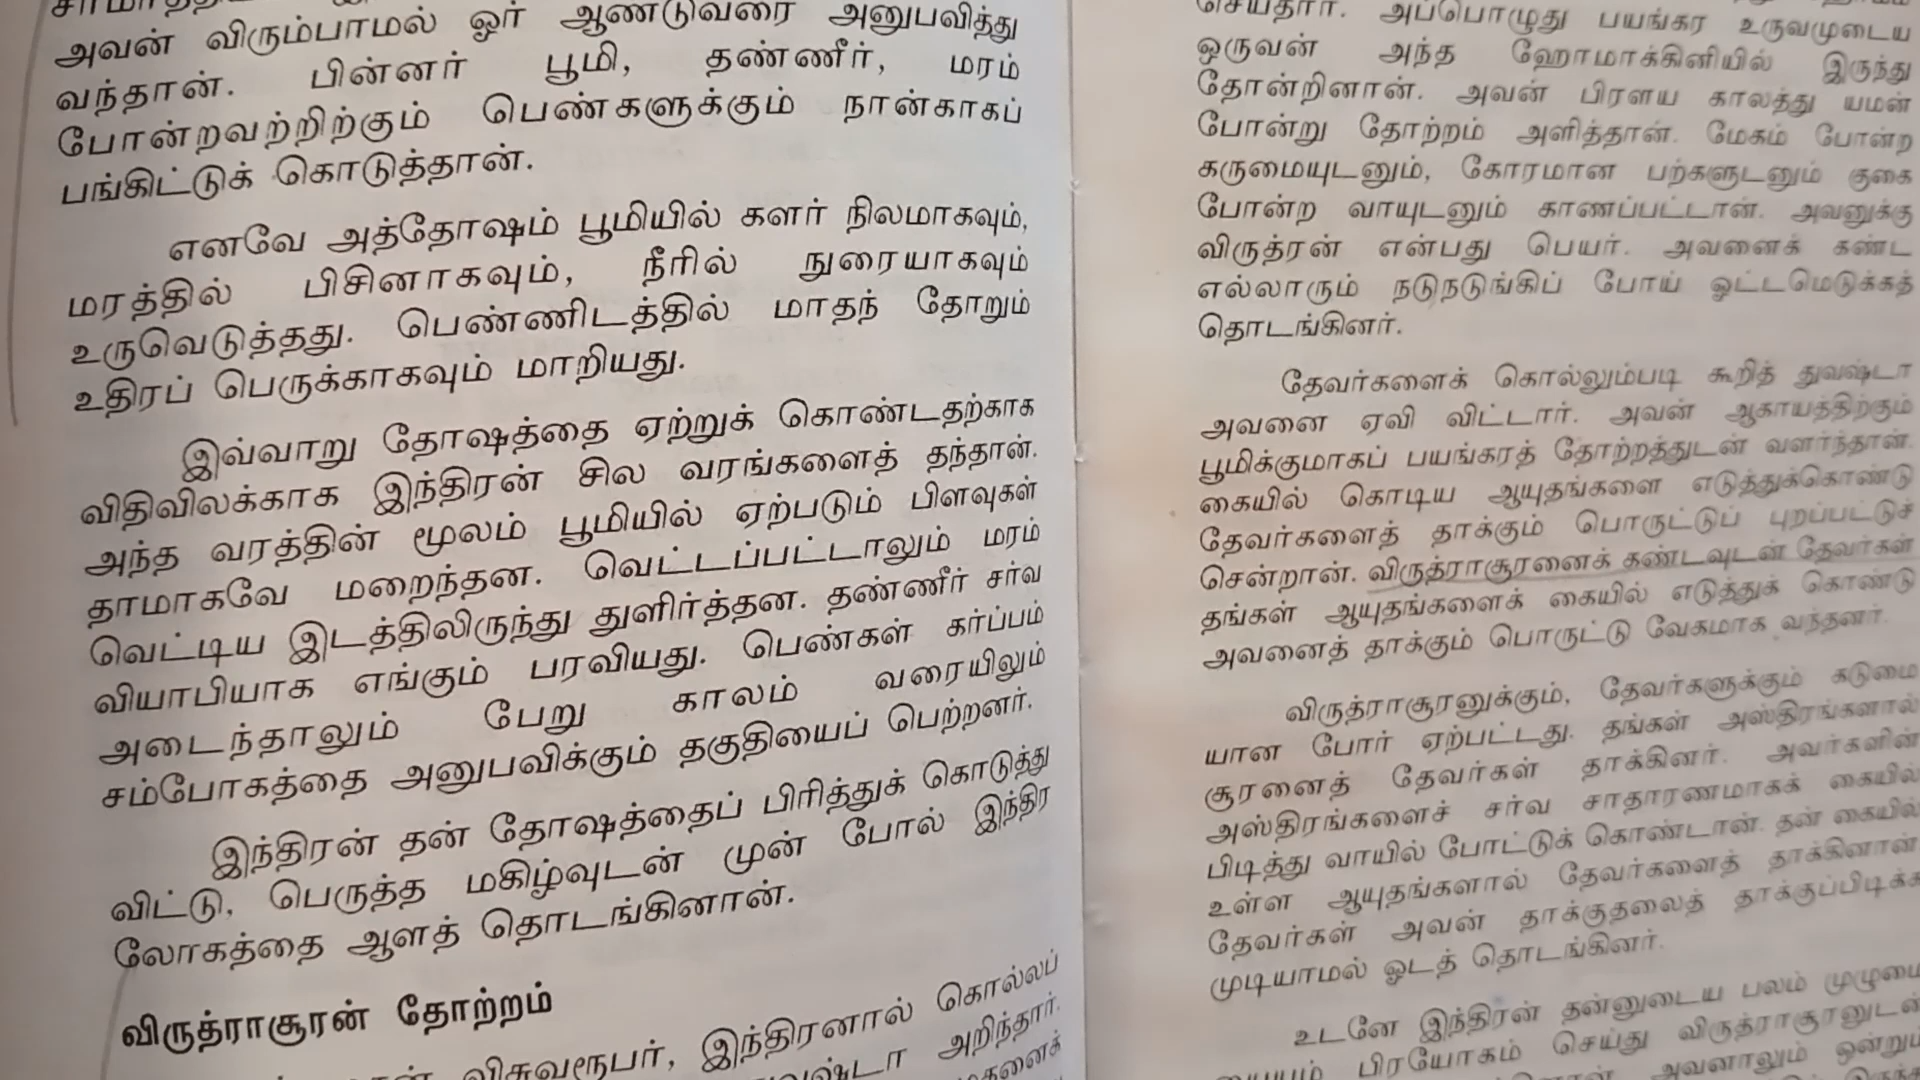 அவன் விரும்பாமல் ஓர் ஆண்டுவரை அனுபவித்து
வந்தான். பின்னர் பூமி, தண்ணீர், மரம்
போன்றவற்றிற்கும் பெண்களுக்கும் நான்காகப்
பங்கிட்டுக் கொடுத்தான்.
எனவே அத்தோஷம் பூமியில் களர் நிலமாகவும்,
மரத்தில் பிசினாகவும், நீரில் நுரையாகவும்
உருவெடுத்தது. பெண்ணிடத்தில் மாதந் தோறும்
உதிரப் பெருக்காகவும் மாறியது.
இவ்வாறு தோஷத்தை ஏற்றுக் கொண்டதற்காக
விதிவிலக்காக இந்திரன் சில வரங்களைத் தந்தான்.
அந்த வரத்தின் மூலம் பூமியில் ஏற்படும் பிளவுகள்
தாமாகவே மறைந்தன. வெட்டப்பட்டாலும் மரம்
வெட்டிய இடத்திலிருந்து துளிர்த்தன. தண்ணீர் சர்வ
வியாபியாக எங்கும் பரவியது. பெண்கள் கர்ப்பம்
அடைந்தாலும் பேறு காலம் வரையிலும்
சம்போகத்தை அனுபவிக்கும் தகுதியைப் பெற்றனர்.
இந்திரன் தன் தோஷத்தைப் பிரித்துக் கொடுத்து
விட்டு, பெருத்த மகிழ்வுடன் முன் போல் இந்திர
லோகத்தை ஆளத் தொடங்கினான்.
விருத்ராசூரன் தோற்றம்
விசுவரூபர், இந்திரனால் கொல்லப்
அறிந்தார்.
செய்தார். அப்பொழுது பயங்கர உருவமுடைய
ஒருவன் அந்த ஹோமாக்கினியில் இருந்து
தோன்றினான். அவன் பிரளய காலத்து யமன்
போன்று தோற்றம் அளித்தான். மேகம் போன்ற
கருமையுடனும், கோரமான பற்களுடனும் குகை
போன்ற வாயுடனும் காணப்பட்டான். அவனுக்கு
விருத்ரன் என்பது பெயர். அவனைக் கண்ட
எல்லாரும் நடுநடுங்கிப் போய் ஓட்டமெடுக்கத்
தொடங்கினர்.
தேவர்களைக் கொல்லும்படி கூறித் துவஷ்டா
அவனை ஏவி விட்டார். அவன் ஆகாயத்திற்கும்
பூமிக்குமாகப் பயங்கரத் தோற்றத்துடன் வளர்ந்தான்.
கையில் கொடிய ஆயுதங்களை எடுத்துக்கொண்டு
தேவர்களைத் தாக்கும் பொருட்டுப் புறப்பட்டுச்
சென்றான். விருத்ராசூரனைக் கண்டவுடன் தேவர்கள்
தங்கள் ஆயுதங்களைக் கையில் எடுத்துக் கொண்டு
அவனைத் தாக்கும் பொருட்டு வேகமாக வந்தனர்.
விருத்ராசூரனுக்கும், தேவர்களுக்கும் கடுமை
யான போர் ஏற்பட்டது. தங்கள் அஸ்திரங்களால்
சூரனைத் தேவர்கள் தாக்கினர். அவர்களின்
அஸ்திரங்களைச் சர்வ சாதாரணமாகக் கையில்
பிடித்து வாயில் போட்டுக் கொண்டான். தன் கையில்
உள்ள ஆயுதங்களால் தேவர்களைத் தாக்கினான்
தேவர்கள் அவன் தாக்குதலைத் தாக்குப்பிடிக்க
முடியாமல் ஓடத் தொடங்கினர்.
உடனே இந்திரன் தன்னுடைய பலம் முழுமை
பிரயோகம் செய்து விருத்ராசூரனுடன்
அவனாலும் ஒன்றும்